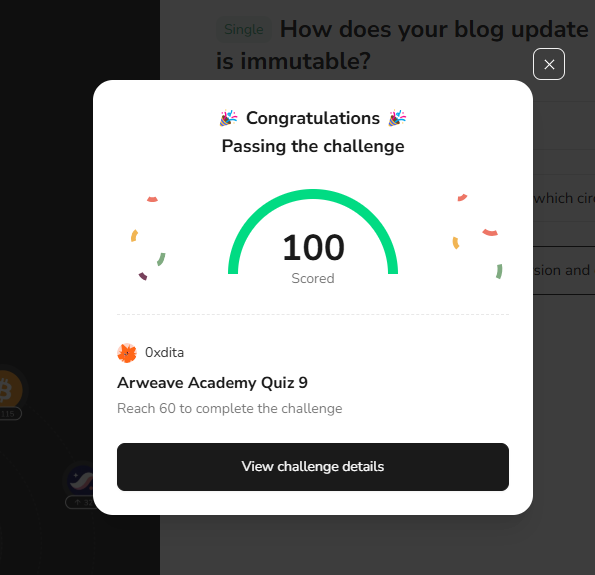 Single How does your blog update
is immutable?
Congratulations
Passing the challenge
which cir
100
Scored
sion and
0xdita
Arweave Academy Quiz 9
Reach 60 to complete the challenge
View challenge details